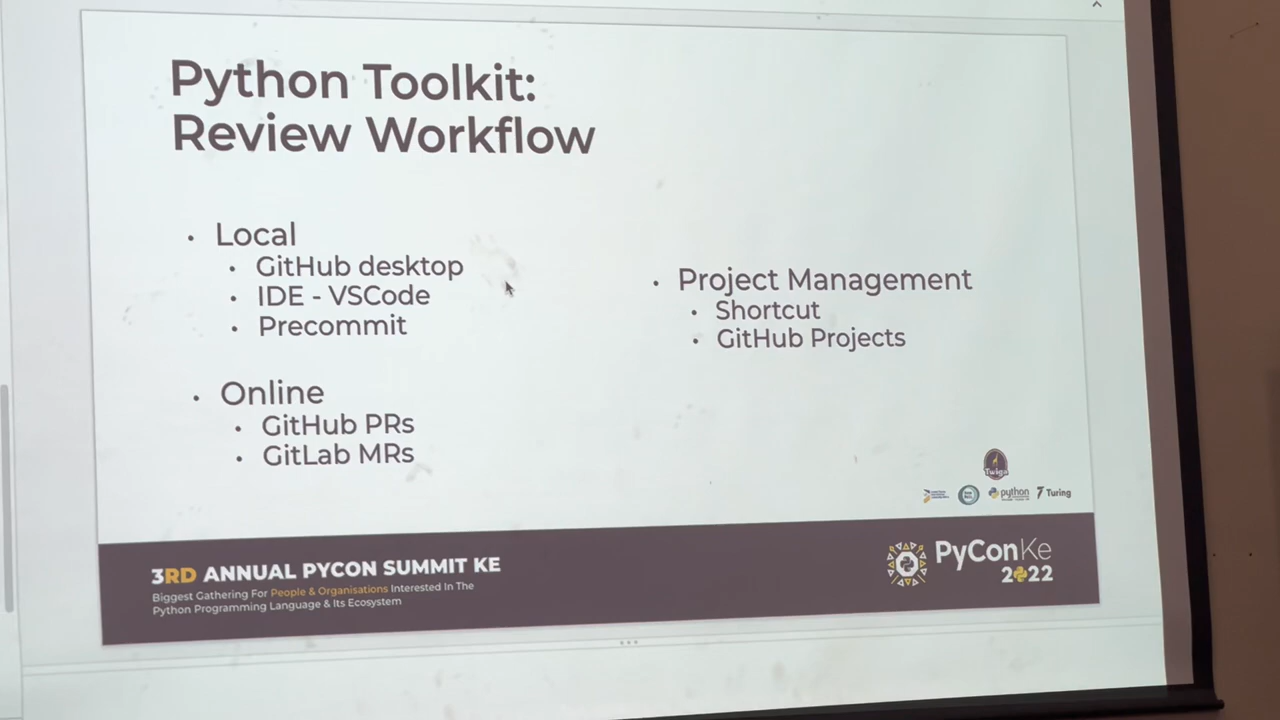 Python Toolkit:
Review Workflow
• Local
• GitHub desktop
• IDE - VSCode
• Precommit
• Online
• GitHub PRs
• GitLab MRs
• Project Management
• Shortcut
• GitHub Projects
Twiga
python
Turing
3RD ANNUAL PYCON SUMMIT KE
Biggest Gathering For People & Organisations Interested In The
Python Programming Language & Its Ecosystem
PyConKe
2022